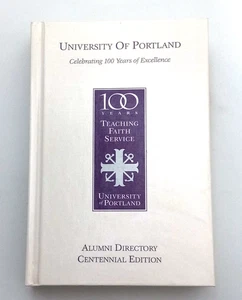 UNIVERSITY OF PORTLAND
Celebrating 100 Years of Excellence
100
YEARS
TEACHING
FAITH
SERVICE
UNIVERSITY
of PORTLAND
ALUMNI DIRECTORY
CENTENNIAL EDITION